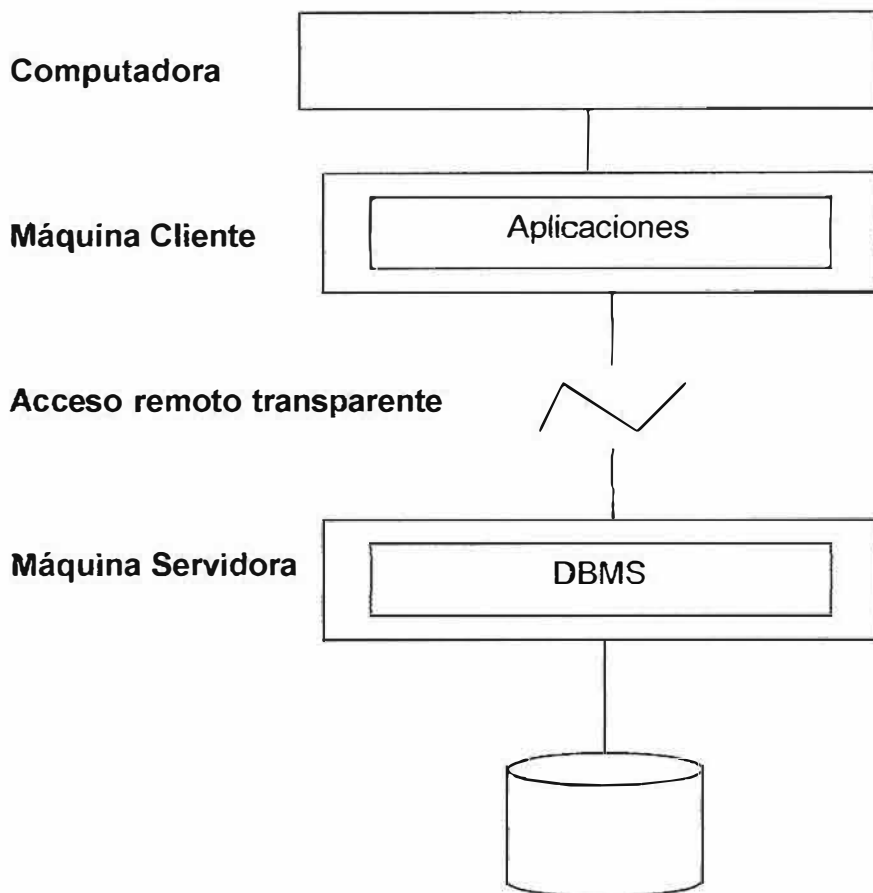 Computadora
Máquina Cliente
Aplicaciones
Acceso remoto transparente
Máquina Servidora
DBMS